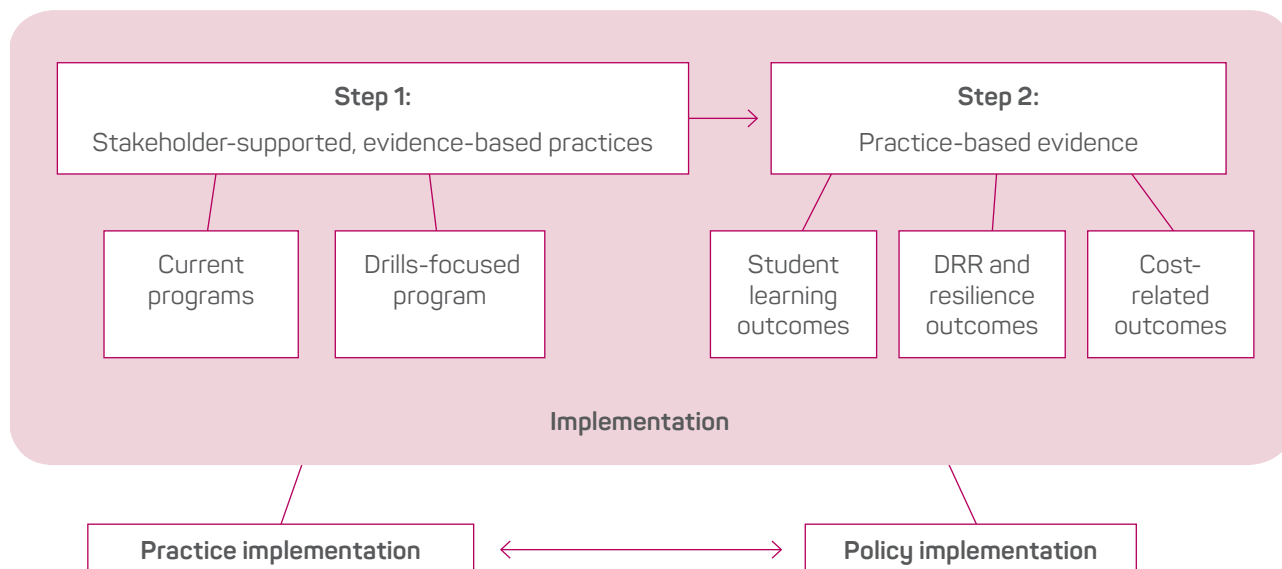 Step 1:
Stakeholder-supported, evidence-based practices
Step 2:
Practice-based evidence
Current
programs
Drills-focused
program
Student
learning
outcomes
DRR and
resilience
outcomes
Cost-
related
outcomes
Implementation
Practice implementation
Policy implementation